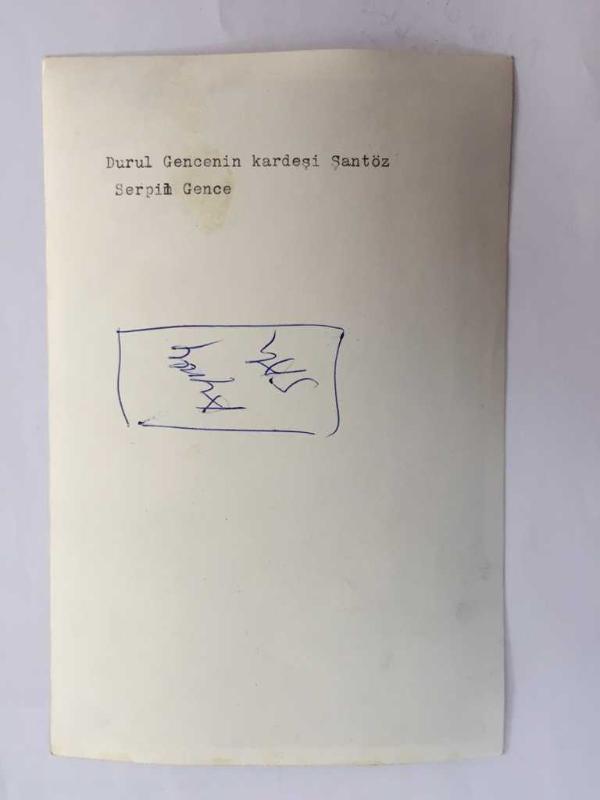 Durul Gencenin kardeşi Şantöz
Serpil Gence